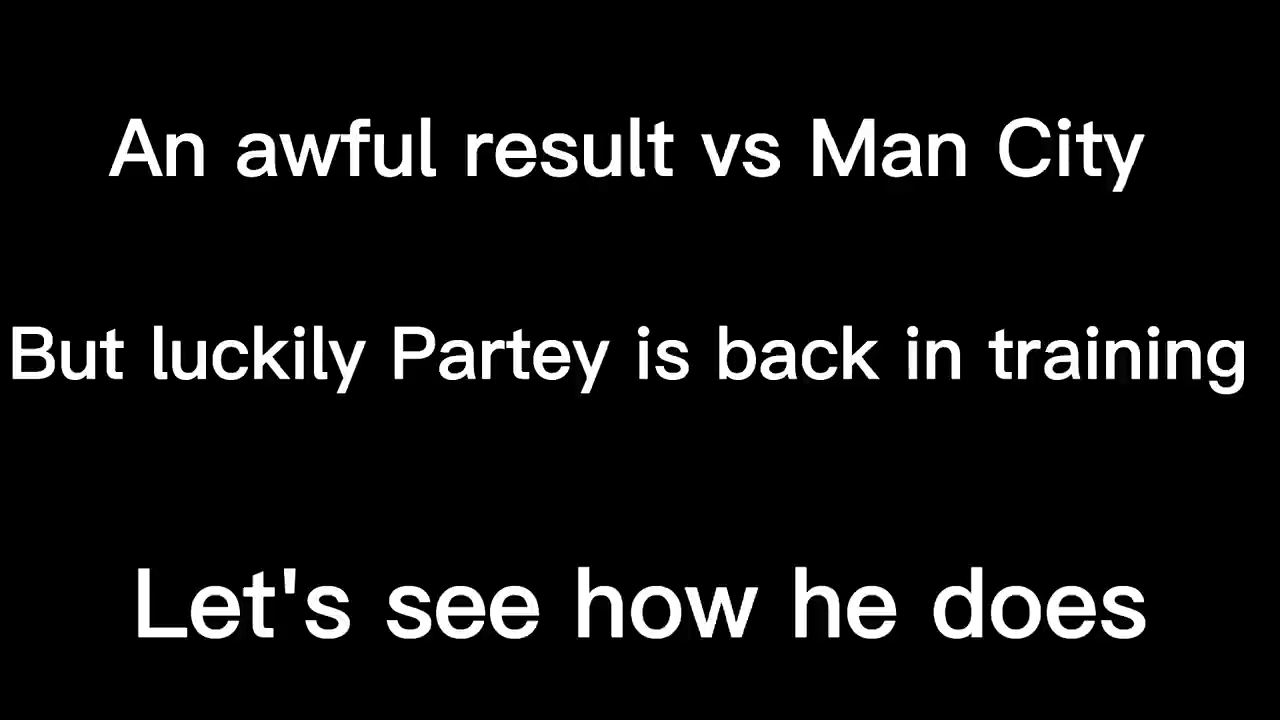 An awful result vs Man City
But luckily Partey is back in training
Let's see how he does